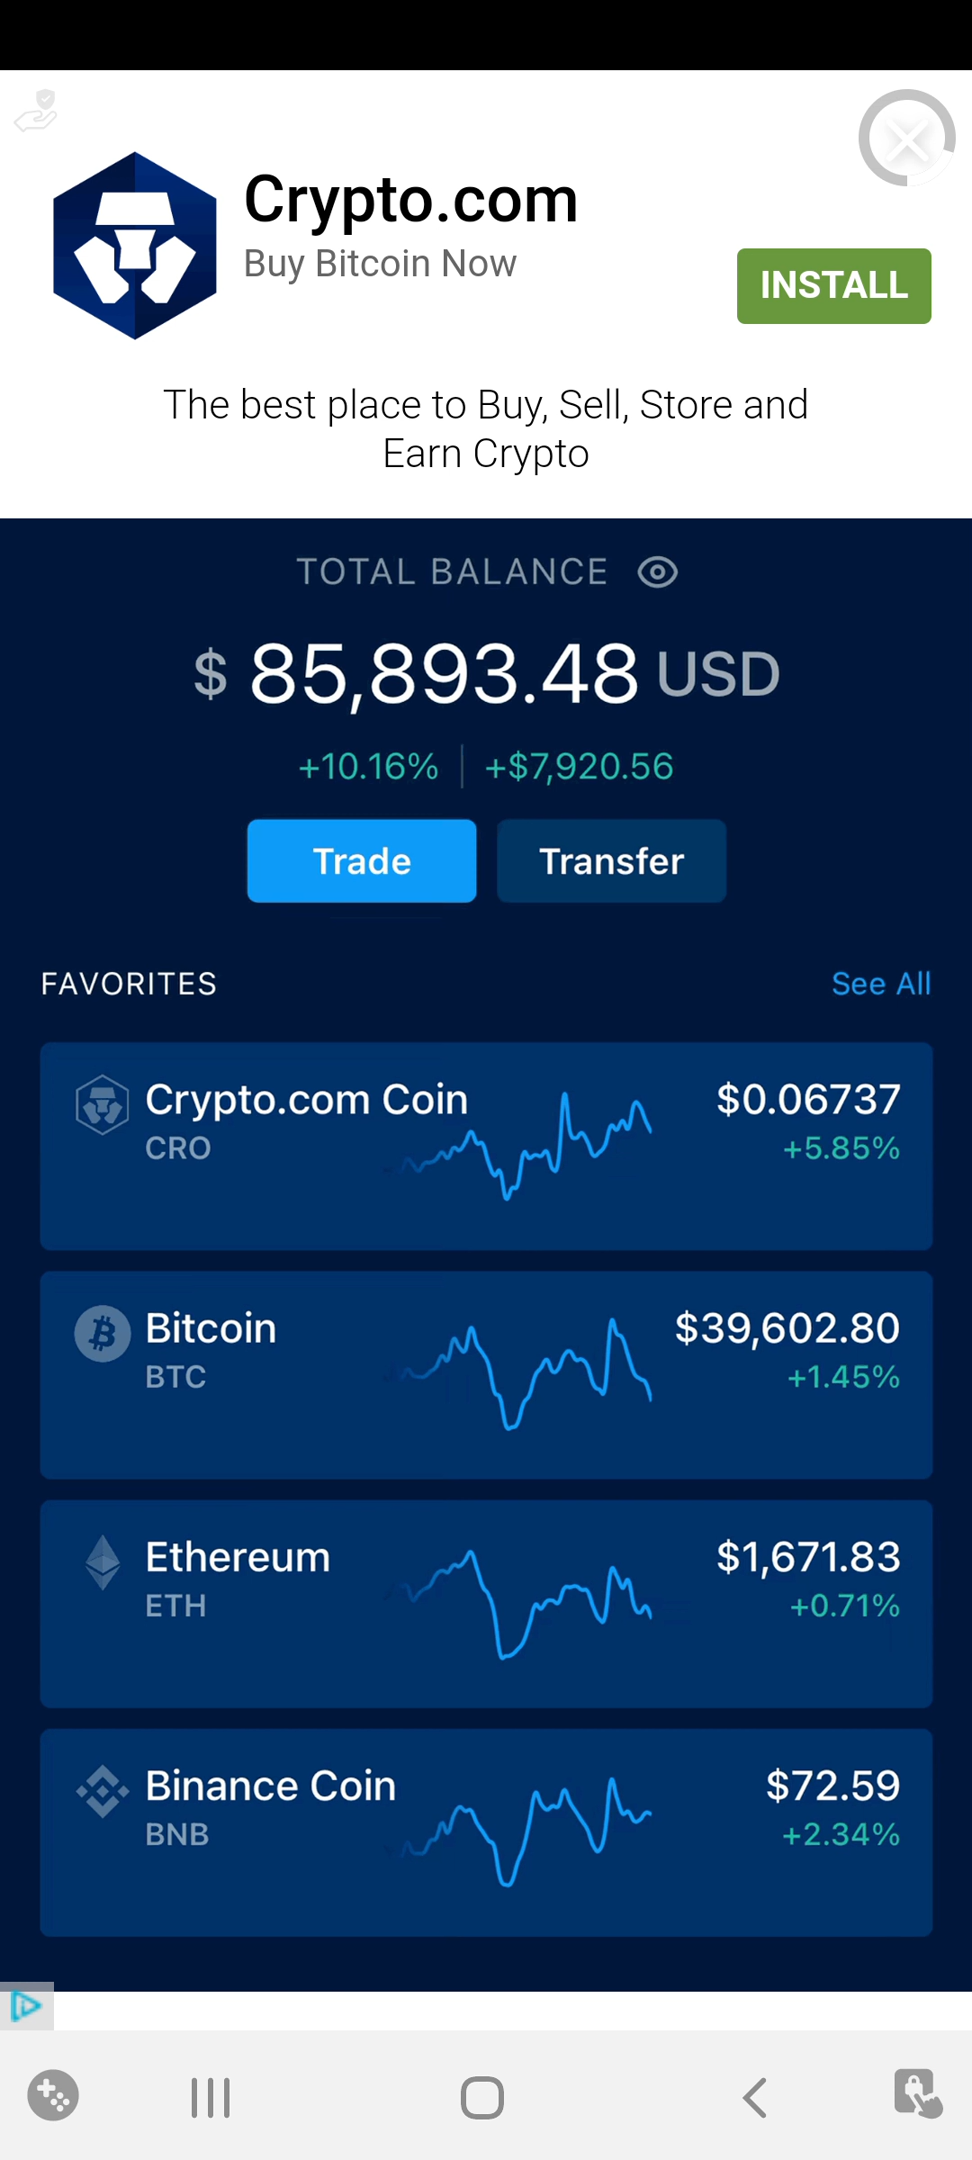 Crypto.com
Buy Bitcoin Now
INSTALL
The best place to Buy, Sell, Store and
Earn Crypto
TOTAL BALANCE
$ 85,893.48 USD
+10.16% | +$7,920.56
Trade Transfer
FAVORITES See All
Crypto.com Coin $0.06737
CRO +5.85%
Bitcoin $39,602.80
BTC +1.45%
Ethereum $1,671.83
ETH +0.71%
Binance Coin $72.59
BNB +2.34%